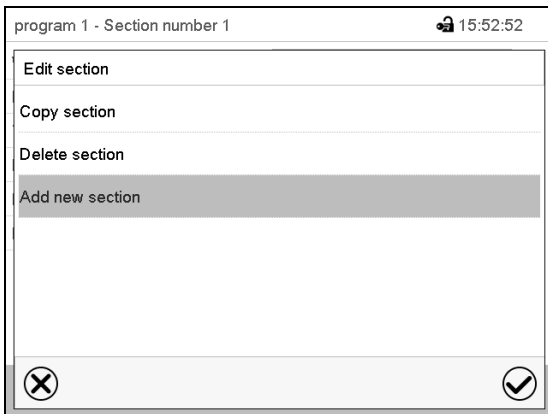 program 1 - Section number 1 15:52:52
Edit section
Copy section
Delete section
Add new section